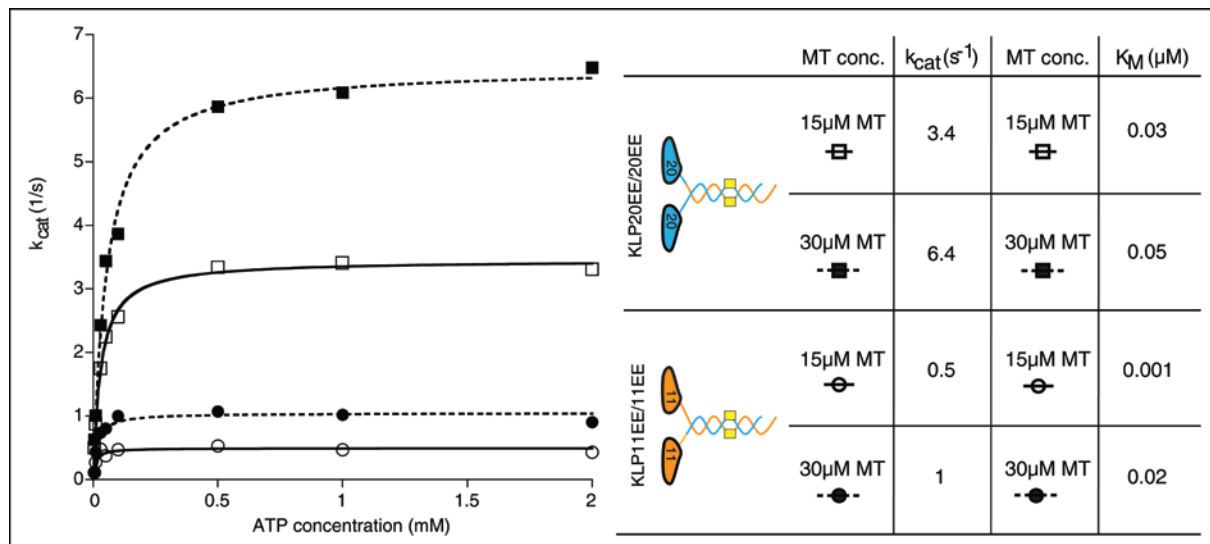 7
6
5
4
3
2
1
0
k_cat (1/s)
0 0.5 1 1.5 2
ATP concentration (mM)
MT conc. k_cat (s⁻¹) MT conc. K_M (µM)
KLP20EE/20EE
20
20
15µM MT 3.4 15µM MT 0.03
30µM MT 6.4 30µM MT 0.05
KLP11EE/11EE
11
11
15µM MT 0.5 15µM MT 0.001
30µM MT 1 30µM MT 0.02